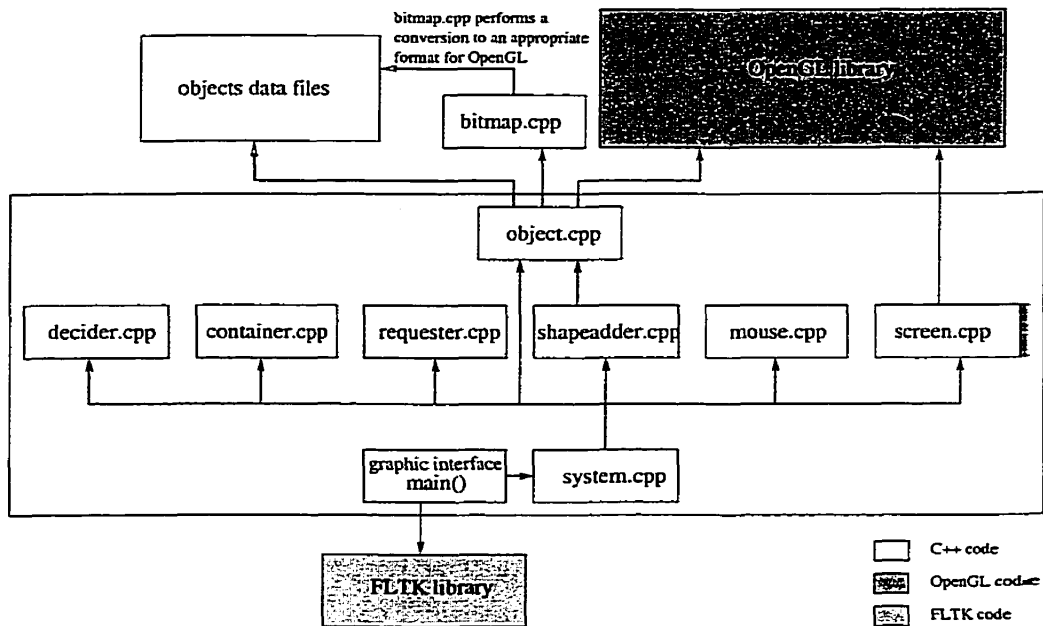 bitmap.cpp performs a
conversion to an appropriate
format for OpenGL
objects data files
bitmap.cpp
OpenGL library
object.cpp
decider.cpp
container.cpp
requester.cpp
shapeadder.cpp
mouse.cpp
screen.cpp
graphic interface
main()
system.cpp
FLTK library
C++ code
OpenGL code
FLTK code